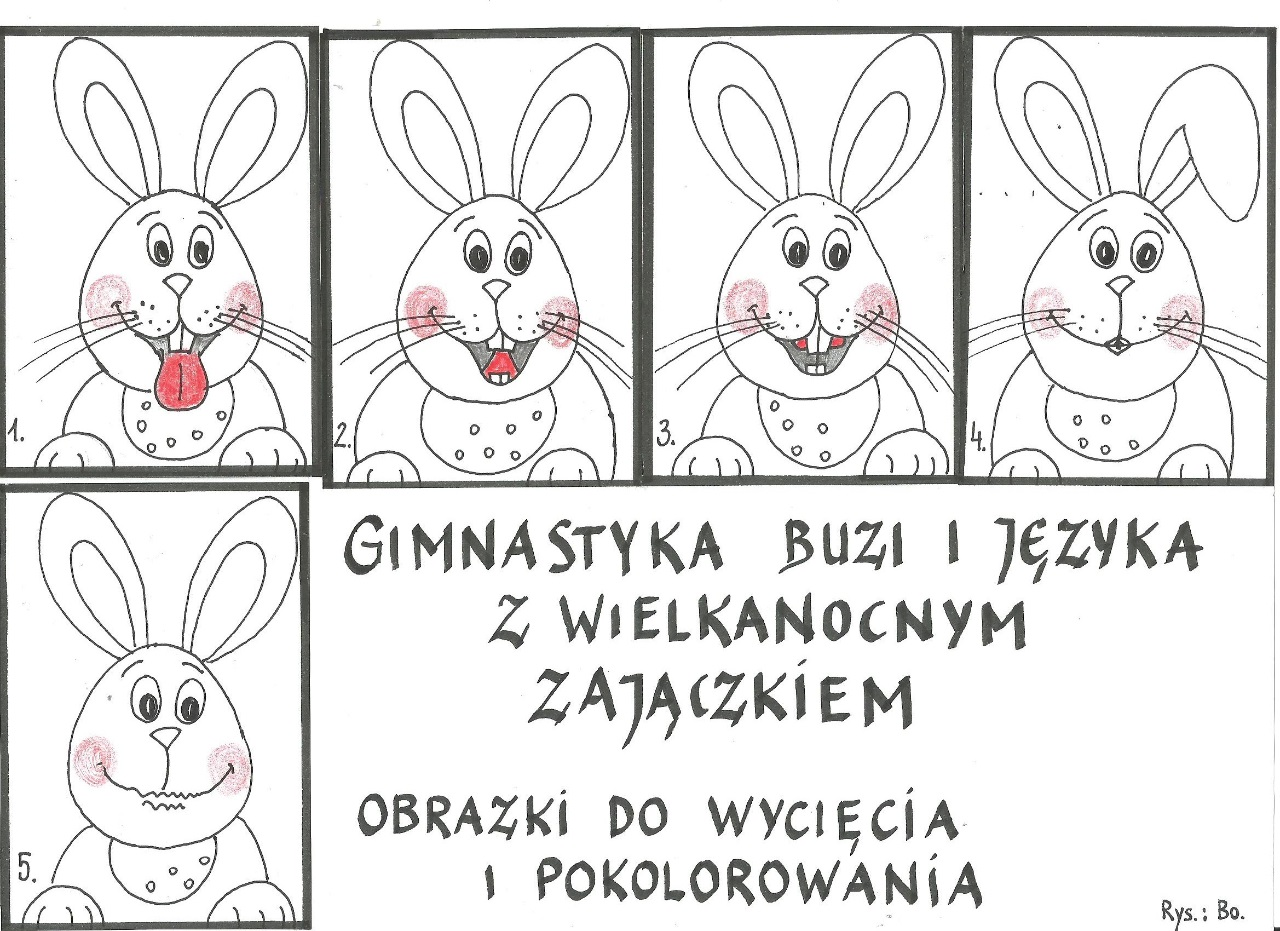 1.
2.
3.
4.
5.
GIMNASTYKA BUZI I JĘZYKA
Z WIELKANOCNYM
ZAJĄCZKIEM
OBRAZKI DO WYCIĘCIA
I POKOLOROWANIA
Rys.: Bo.